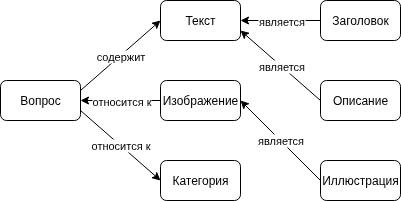 Текст
является
Заголовок
содержит
является
Вопрос
относится к
Изображение
Описание
относится к
является
Категория
Иллюстрация